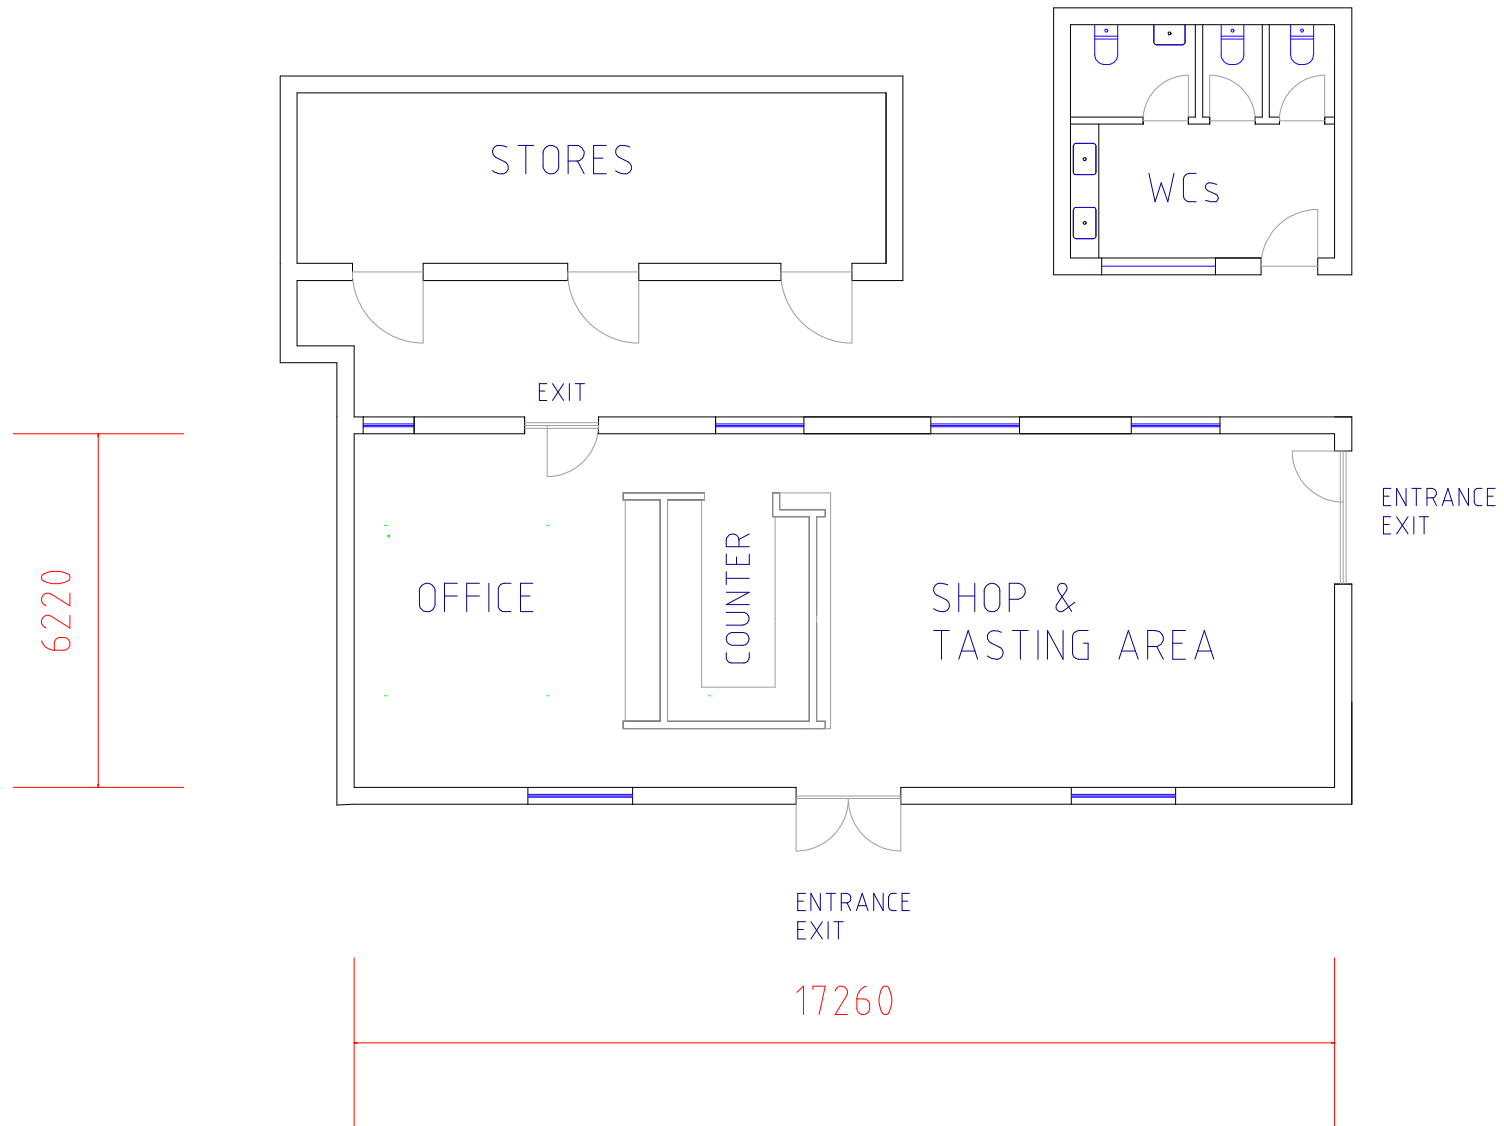 STORES
WCs
EXIT
ENTRANCE
EXIT
OFFICE
COUNTER
SHOP &
TASTING AREA
6220
ENTRANCE
EXIT
17260